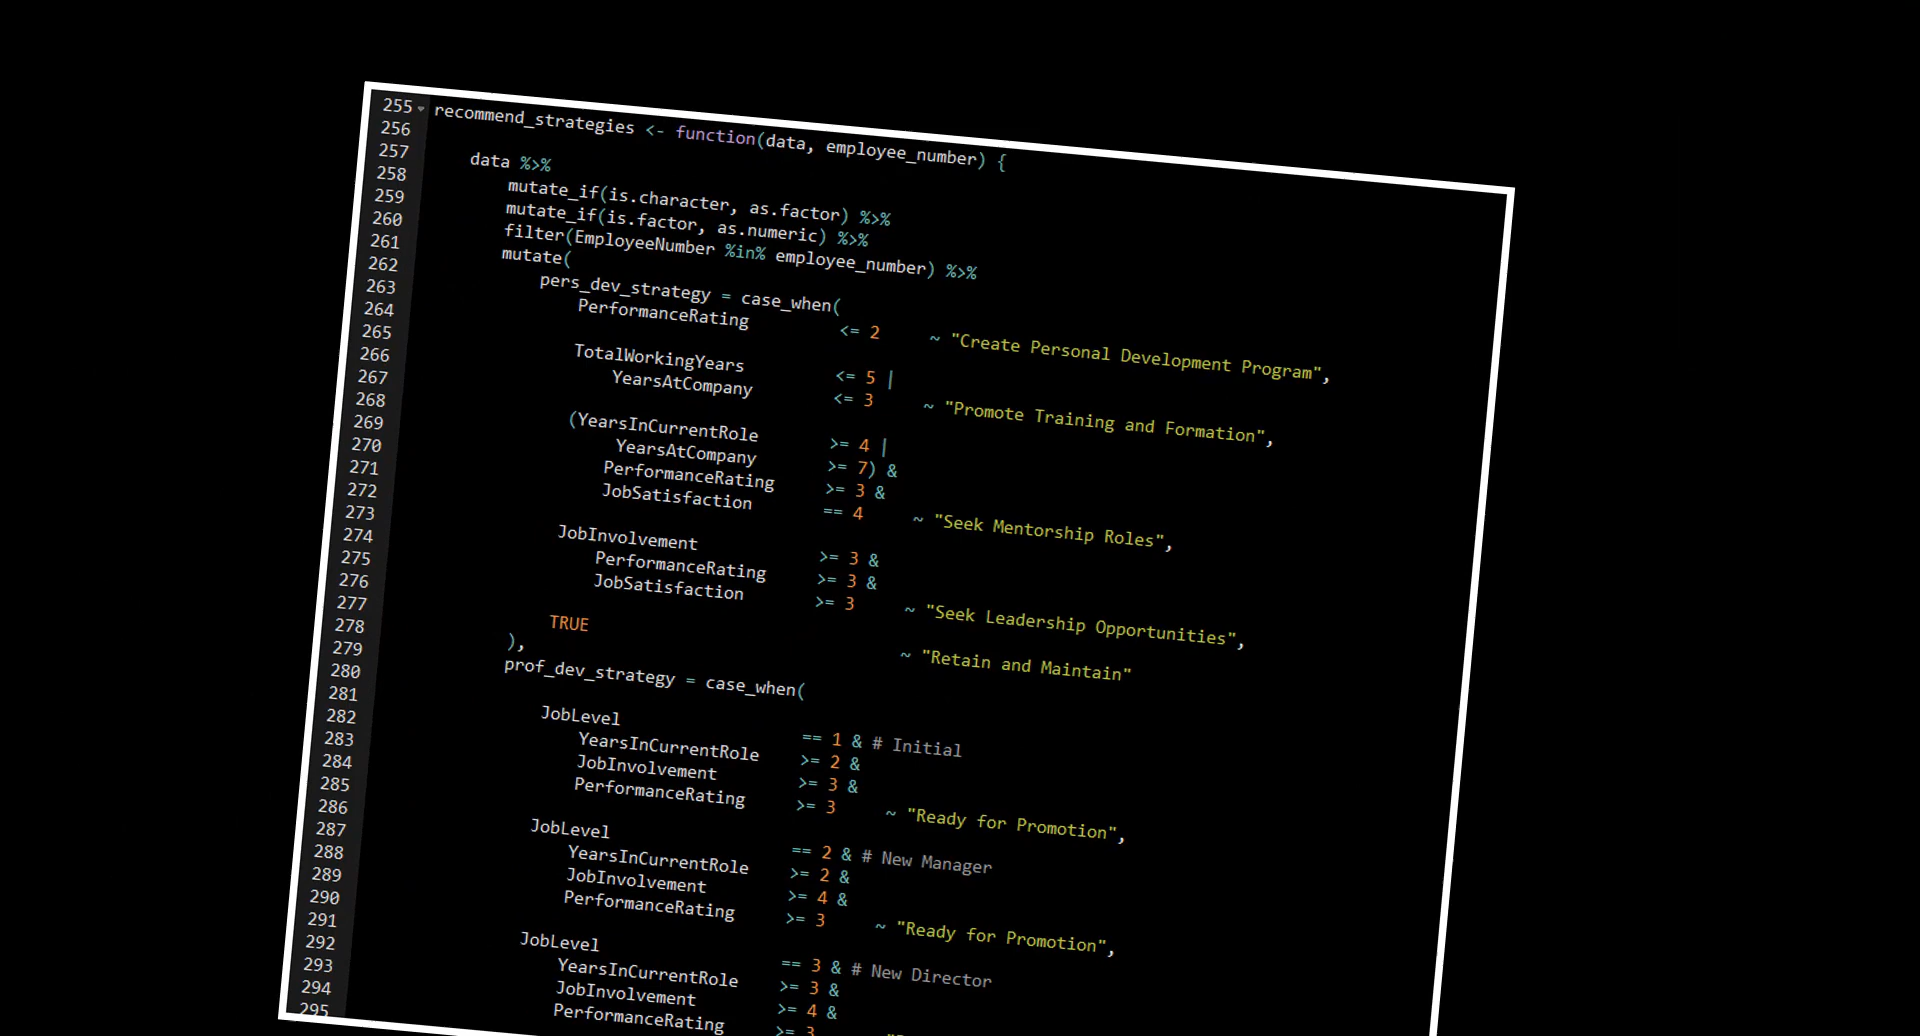 255 recommend_strategies <- function(data, employee_number) {
256
257 data %>%
258 mutate_if(is.character, as.factor) %>%
259 mutate_if(is.factor, as.numeric) %>%
260 filter(EmployeeNumber %in% employee_number) %>%
261 mutate(
262 pers_dev_strategy = case_when(
263 PerformanceRating <= 2 ~ "Create Personal Development Program",
264
265 TotalWorkingYears <= 5 |
266 YearsAtCompany <= 3 ~ "Promote Training and Formation",
267
268 (YearsInCurrentRole >= 4 |
269 YearsAtCompany >= 7) &
270 PerformanceRating >= 3 &
271 JobSatisfaction == 4 ~ "Seek Mentorship Roles",
272
273 JobInvolvement >= 3 &
274 PerformanceRating >= 3 &
275 JobSatisfaction >= 3 ~ "Seek Leadership Opportunities",
276
277 TRUE ~ "Retain and Maintain"
278 ),
279 prof_dev_strategy = case_when(
280
281 JobLevel == 1 & # Initial
282 YearsInCurrentRole >= 2 &
283 JobInvolvement >= 3 &
284 PerformanceRating >= 3 ~ "Ready for Promotion",
285
286 JobLevel == 2 & # New Manager
287 YearsInCurrentRole >= 2 &
288 JobInvolvement >= 4 &
289 PerformanceRating >= 3 ~ "Ready for Promotion",
290
291 JobLevel == 3 & # New Director
292 YearsInCurrentRole >= 3 &
293 JobInvolvement >= 4 &
294 PerformanceRating >= 3
295